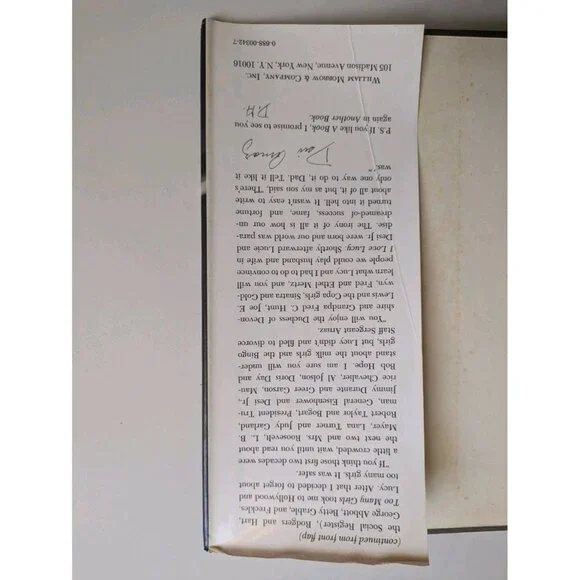 (continued from front flap)
the Social Register), Rodgers and Hart,
George Abbott, Betty Grable, and Freckles.
Too Many Girls took me to Hollywood and
Lucy. After that I decided to forget about
too many girls. It was safer.
"If you think those first two decades were
a little crowded, wait until you read about
the next two and Mrs. Roosevelt, L. B.
Mayer, Lana Turner and Judy Garland,
Robert Taylor and Bogart, President Tru-
man, General Eisenhower and Desi Jr.,
Jimmy Durante and Greer Garson, Mau-
rice Chevalier, Al Jolson, Doris Day and
Bob Hope. I am sure you will under-
stand about the milk girls and the Bingo
girls, but Lucy didn't and filed to divorce
Staff Sergeant Arnaz.
"You will enjoy the Duchess of Devon-
shire and Grandpa Fred C. Hunt, Joe E.
Lewis and the Copa girls, Sinatra and Gold-
wyn, Fred and Ethel Mertz, and you will
learn what Lucy and I had to do to convince
people we could play husband and wife in
I Love Lucy. Shortly afterward Lucie and
Desi Jr. were born and our world was para-
dise. The irony of it all is how our un-
dreamed-of success, fame, and fortune
turned it into hell. It wasn't easy to write
about all of it, but as my son said, 'There's
only one way to do it, Dad. Tell it like it
was.'"
Desi Arnaz
P.S. If you like A Book, I promise to see you
again in Another Book. D.A.
WILLIAM MORROW & COMPANY, INC.
105 Madison Avenue, New York, N.Y. 10016
0-688-00342-7